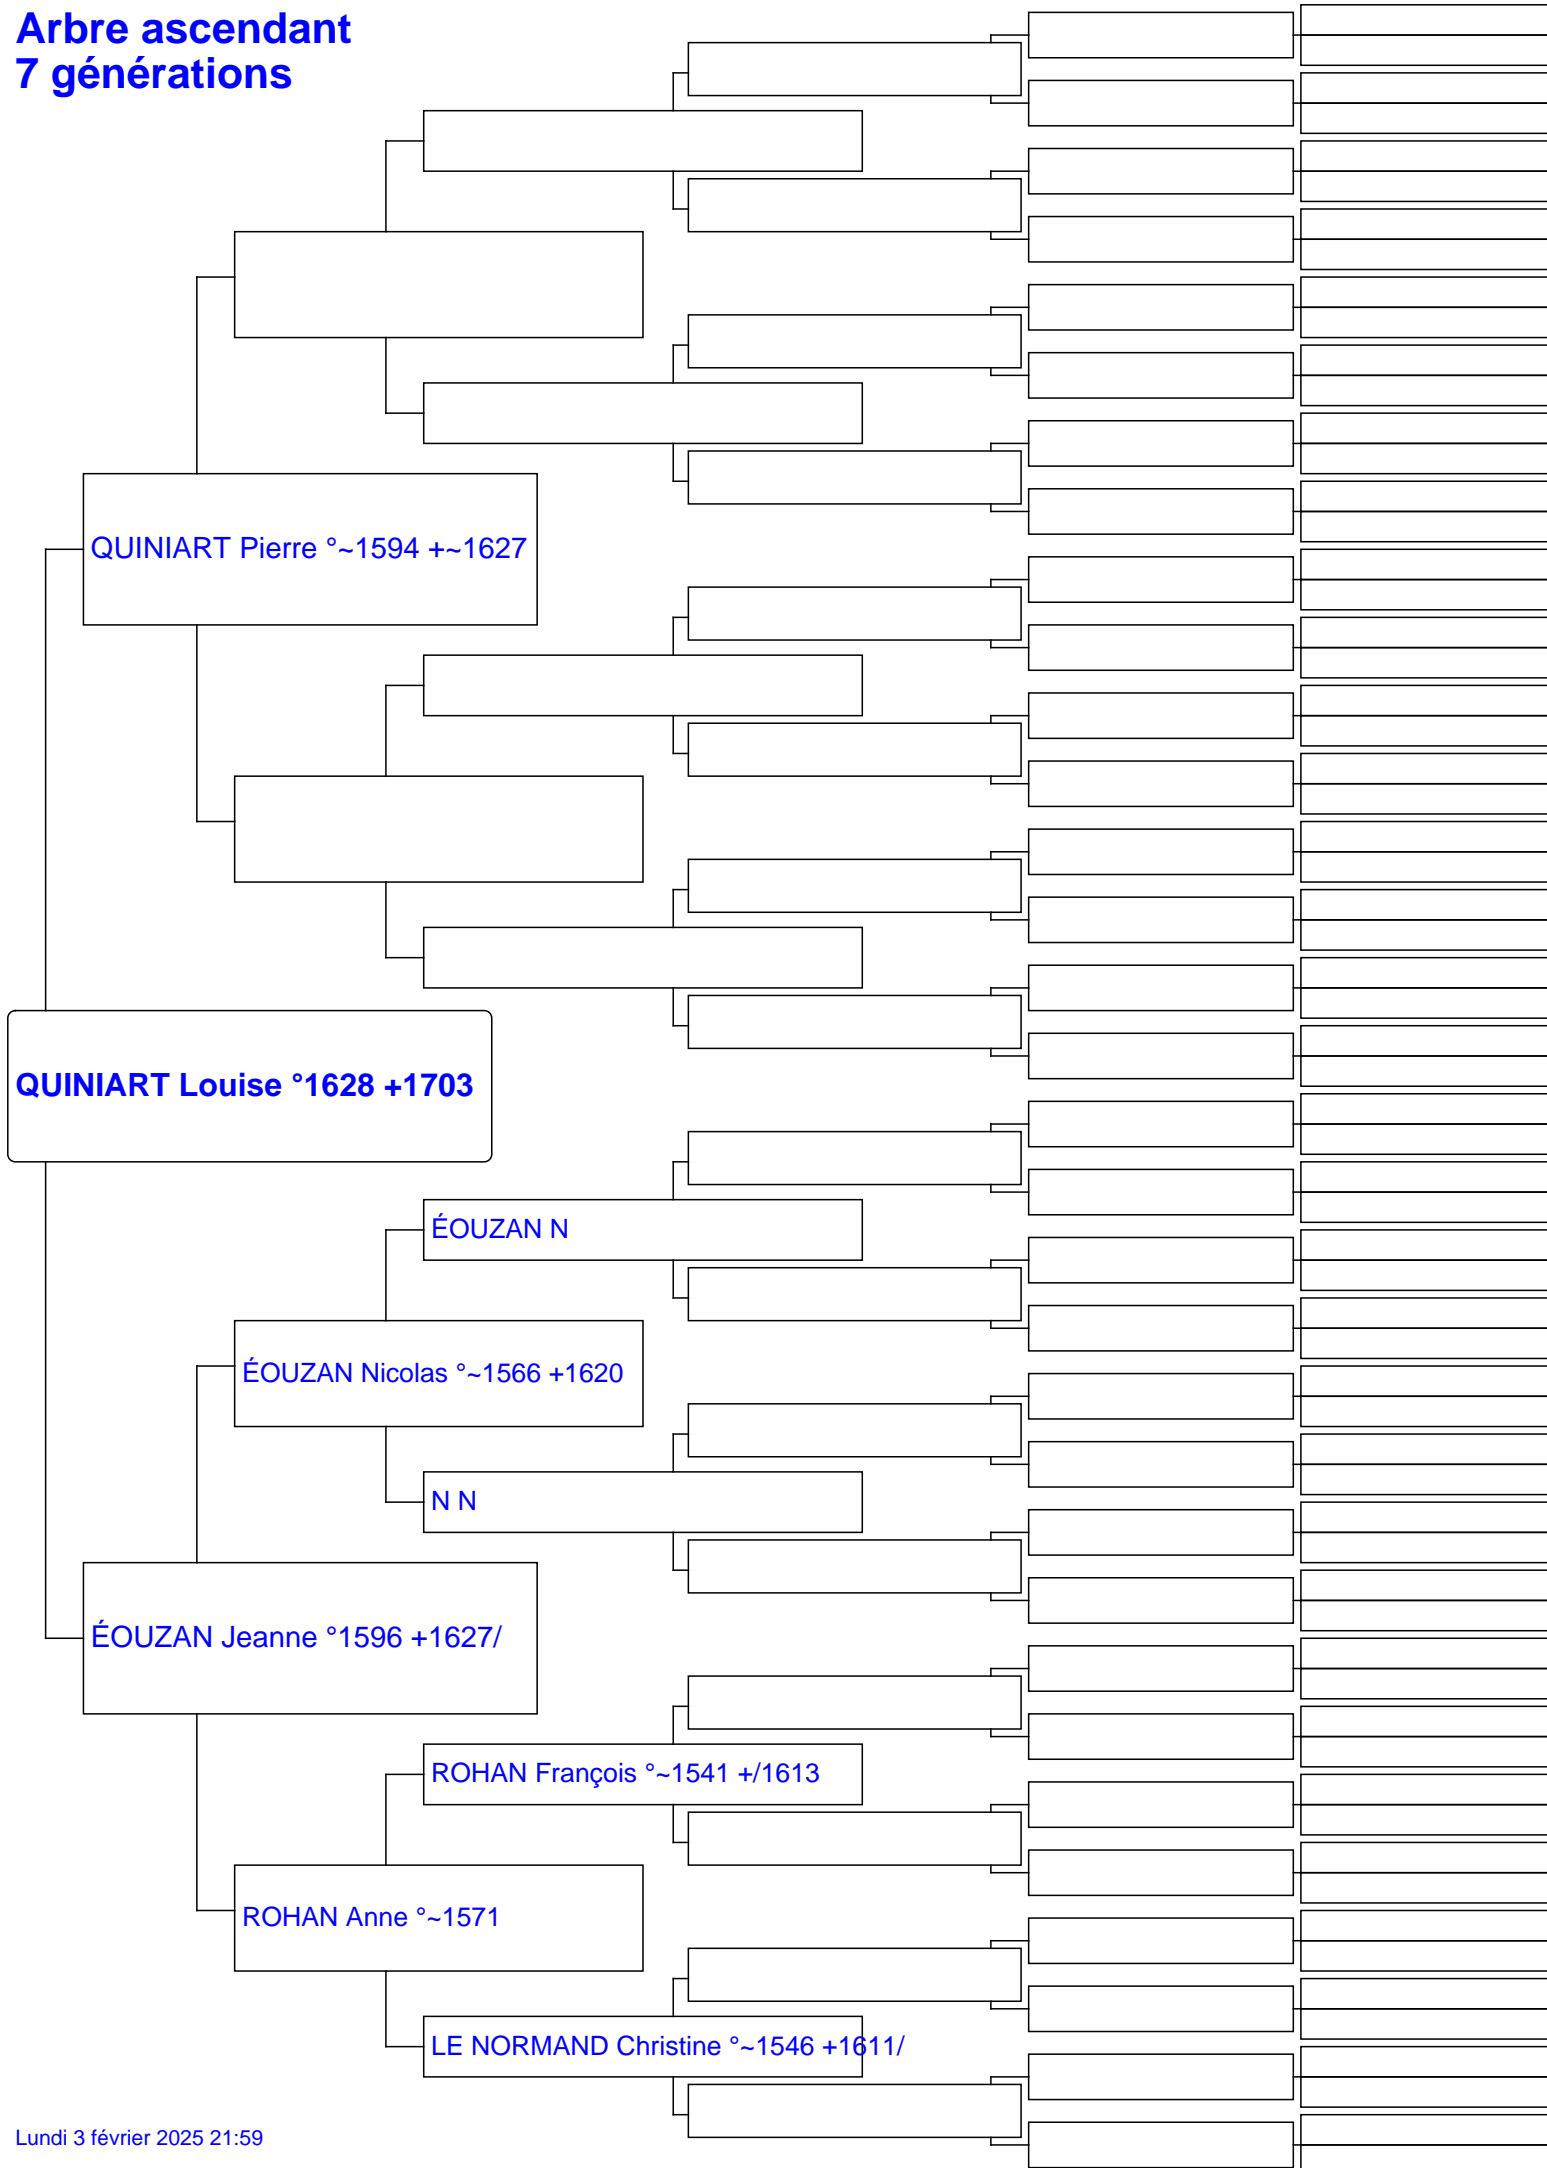 Arbre ascendant
7 générations
QUINIART Pierre °~1594 +~1627
QUINIART Louise °1628 +1703
ÉOUZAN N
ÉOUZAN Nicolas °~1566 +1620
N N
ÉOUZAN Jeanne °1596 +1627/
ROHAN François °~1541 +/1613
ROHAN Anne °~1571
LE NORMAND Christine °~1546 +1611/
Lundi 3 février 2025 21:59